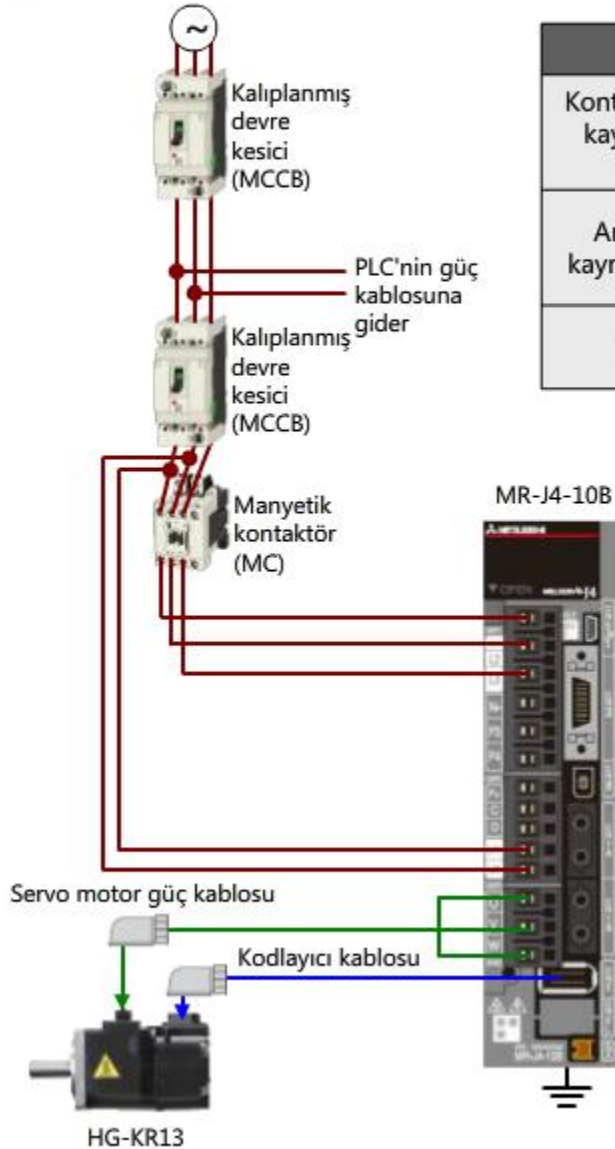 ~
Kalıplanmış
devre
kesici
(MCCB)
PLC'nin güç
kablosuna
gider
Kalıplanmış
devre
kesici
(MCCB)
Manyetik
kontaktör
(MC)
MR-J4-10B
Servo motor güç kablosu
Kodlayıcı kablosu
HG-KR13